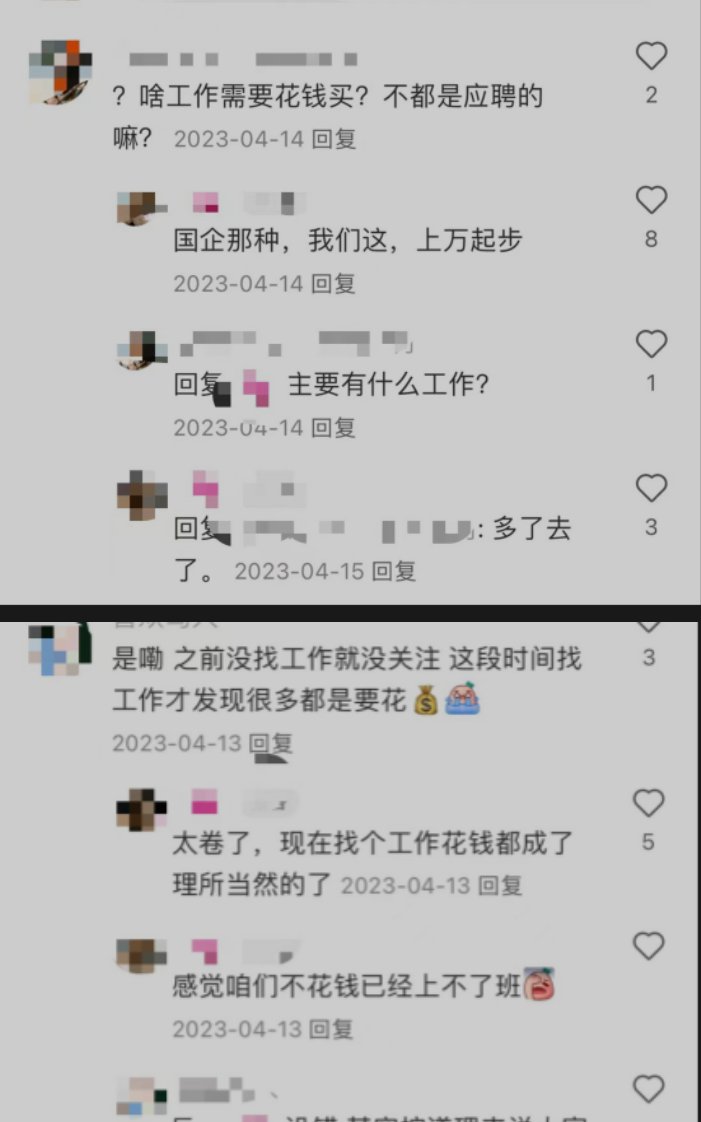 ？啥工作需要花钱买？不都是应聘的
2
嘛？ 2023-04-14 回复
国企那种，我们这，上万起步
8
2023-04-14 回复
回复 主要有什么工作？
1
2023-04-14 回复
回复 : 多了去
3
了。 2023-04-15 回复
是嘞 之前没找工作就没关注 这段时间找
3
工作才发现很多都是要花💰
2023-04-13 回复
太卷了，现在找个工作花钱都成了
5
理所当然的了 2023-04-13 回复
感觉咱们不花钱已经上不了班
2023-04-13 回复